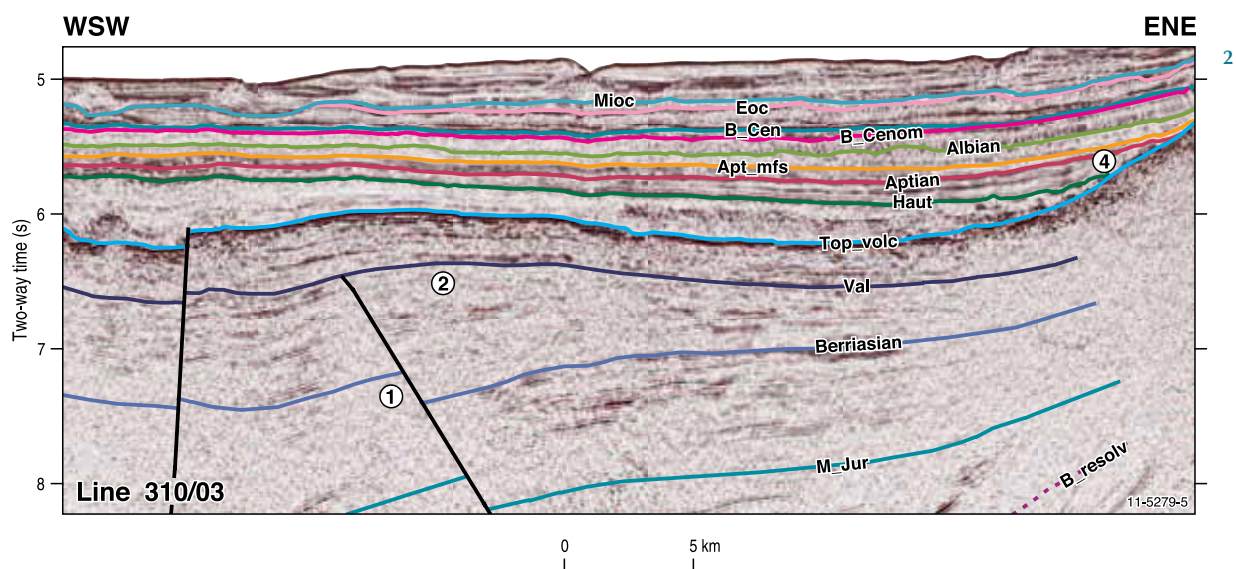 WSW
ENE
2
5
Mioc
Eoc
B_Cen
B_Cenom
Albian
Apt_mfs
4
Aptian
Haut
6
Top_volc
Two-way time (s)
2
Val
7
Berriasian
1
M_Jur
B_resolv
8
Line 310/03
11-5279-5
0
5 km